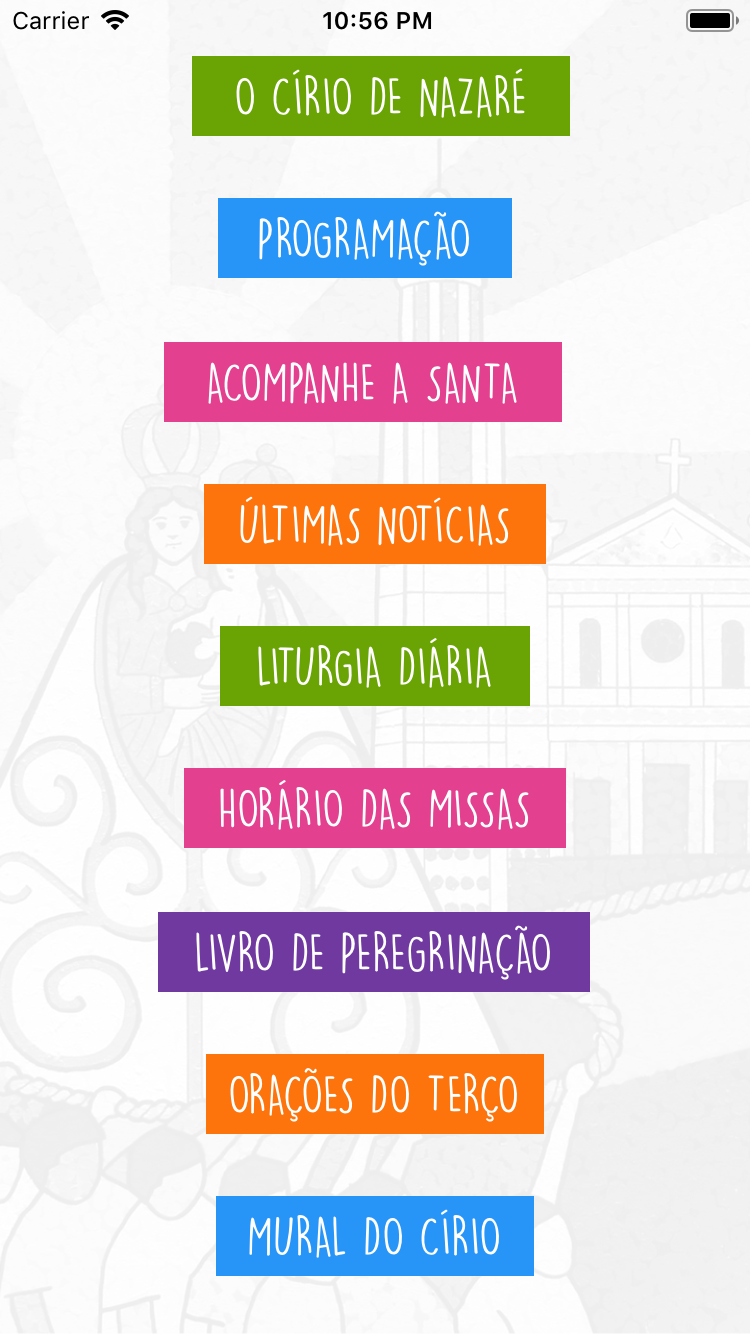 Carrier 10:56 PM
O CÍRIO DE NAZARÉ
PROGRAMAÇÃO
ACOMPANHE A SANTA
ÚLTIMAS NOTÍCIAS
LITURGIA DIÁRIA
HORÁRIO DAS MISSAS
LIVRO DE PEREGRINAÇÃO
ORAÇÕES DO TERÇO
MURAL DO CÍRIO